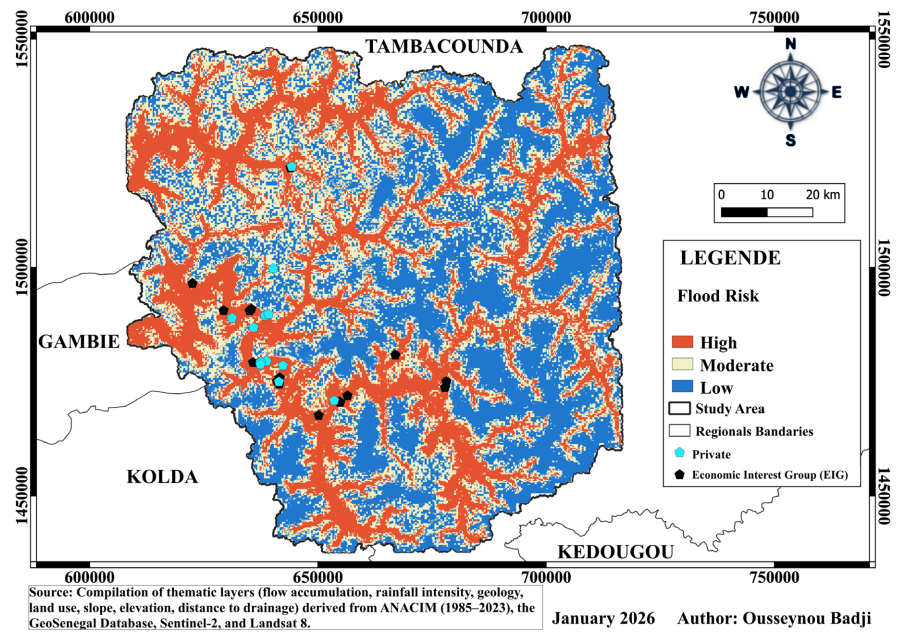 600000 650000 700000 750000
1550000
1550000
TAMBACOUNDA
N
W E
S
0 10 20 km
1500000
1500000
LEGENDE
Flood Risk
High
Moderate
Low
Study Area
Regionals Bandaries
Private
Economic Interest Group (EIG)
GAMBIE
KOLDA
1450000
1450000
KEDOUGOU
600000 650000 700000 750000
Source: Compilation of thematic layers (flow accumulation, rainfall intensity, geology,
land use, slope, elevation, distance to drainage) derived from ANACIM (1985–2023), the
GeoSenegal Database, Sentinel-2, and Landsat 8.
January 2026 Author: Ousseynou Badji